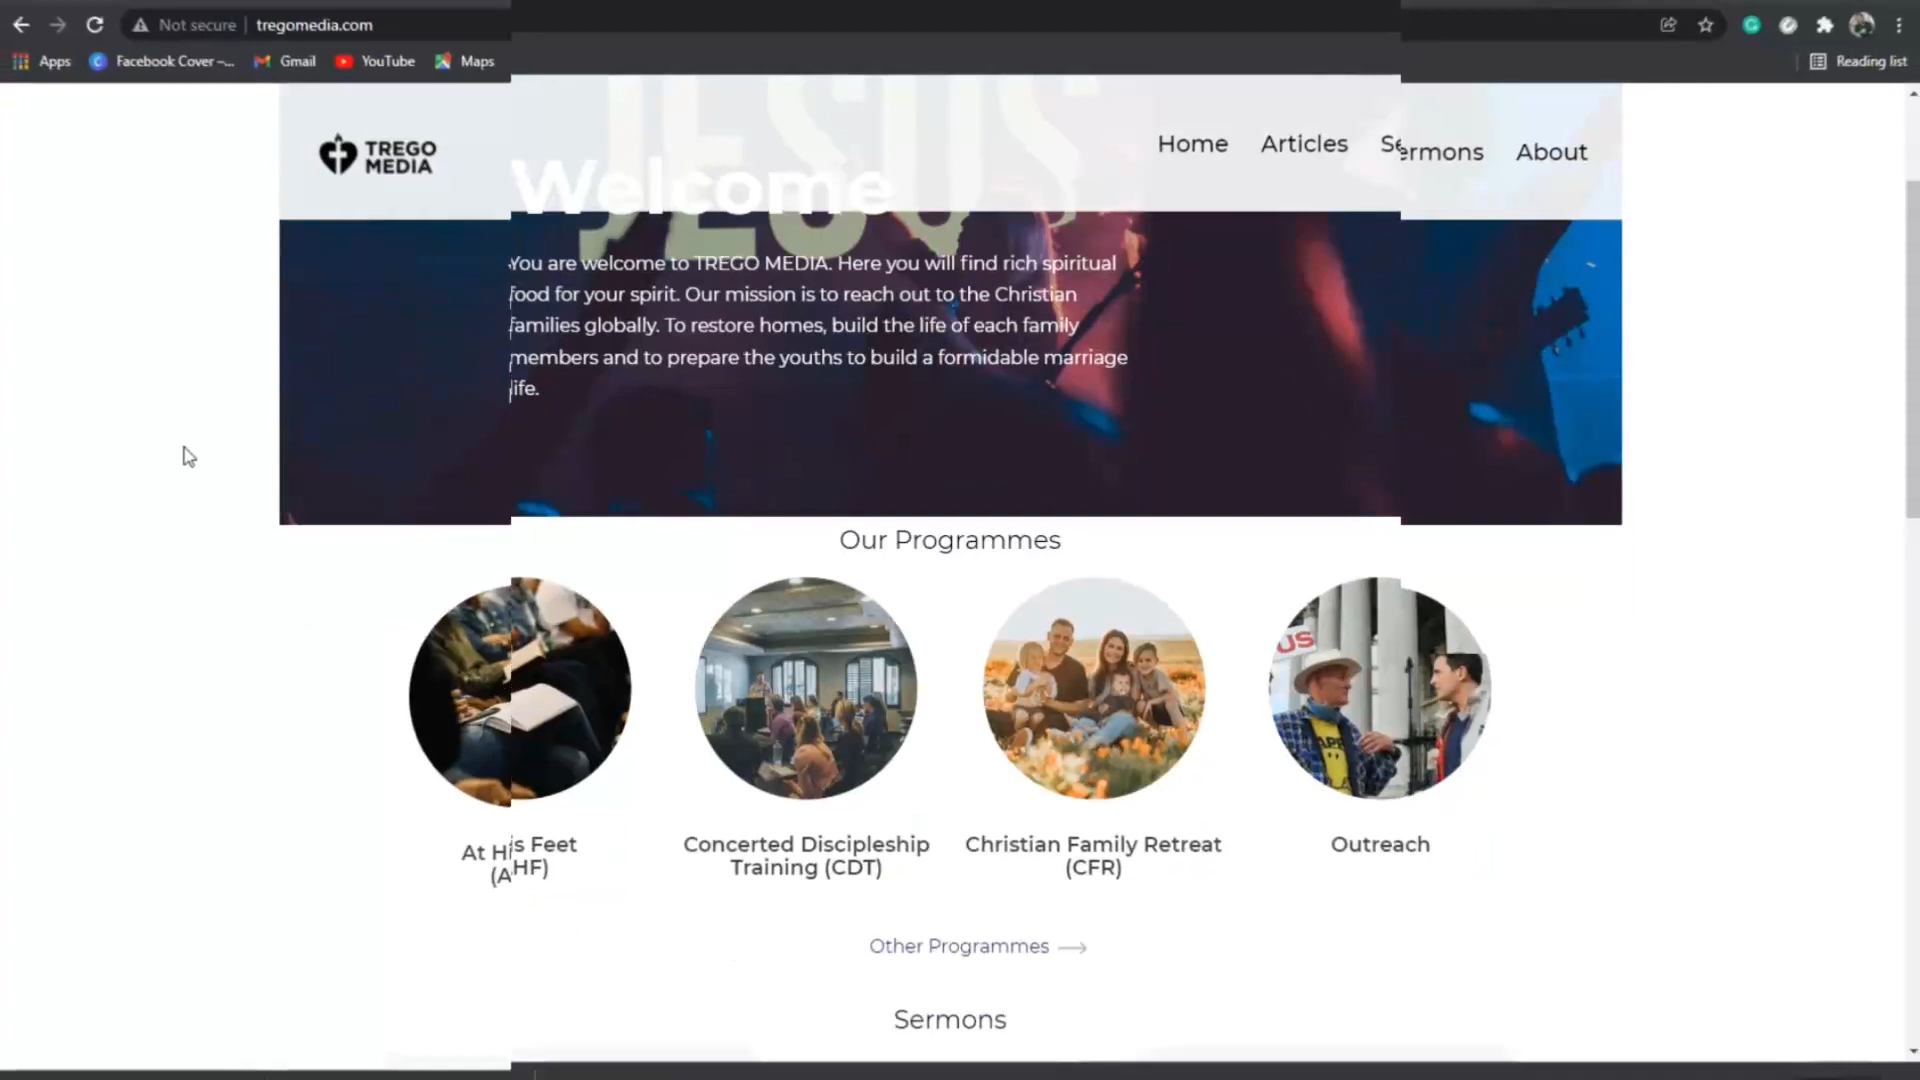 Not secure tregomedia.com
Apps Facebook Cover –... Gmail YouTube Maps Reading list
JESUS
TREGO
MEDIA
Home Articles Sermons About
Welcome
You are welcome to TREGO MEDIA. Here you will find rich spiritual
food for your spirit. Our mission is to reach out to the Christian
families globally. To restore homes, build the life of each family
members and to prepare the youths to build a formidable marriage
life.
Our Programmes
US
At His Feet
(AHF)
Concerted Discipleship
Training (CDT)
Christian Family Retreat
(CFR)
Outreach
Other Programmes
Sermons